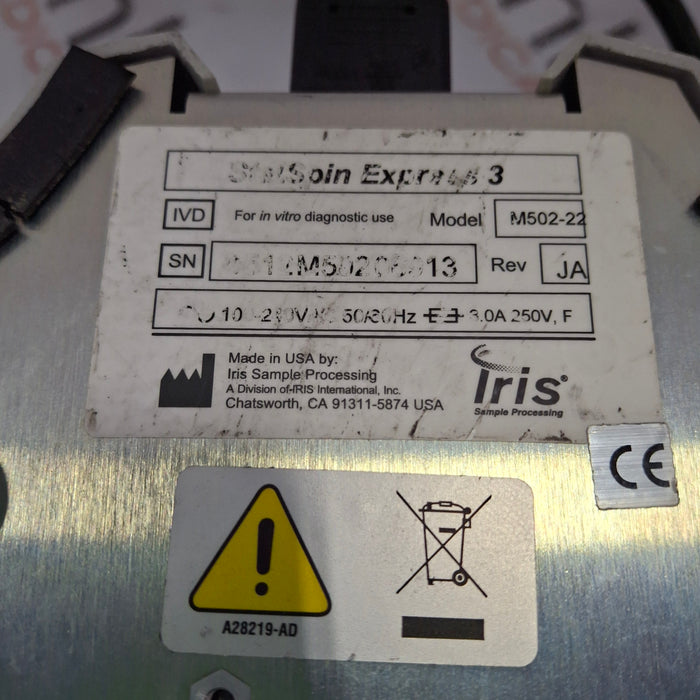 StatSpin Express 3
IVD For in vitro diagnostic use Model M502-22
SN Rev JA
50/60Hz 3.0A 250V, F
Made in USA by:
Iris Sample Processing
A Division of IRIS International, Inc.
Chatsworth, CA 91311-5874 USA
Iris®
Sample Processing
CE
A28219-AD